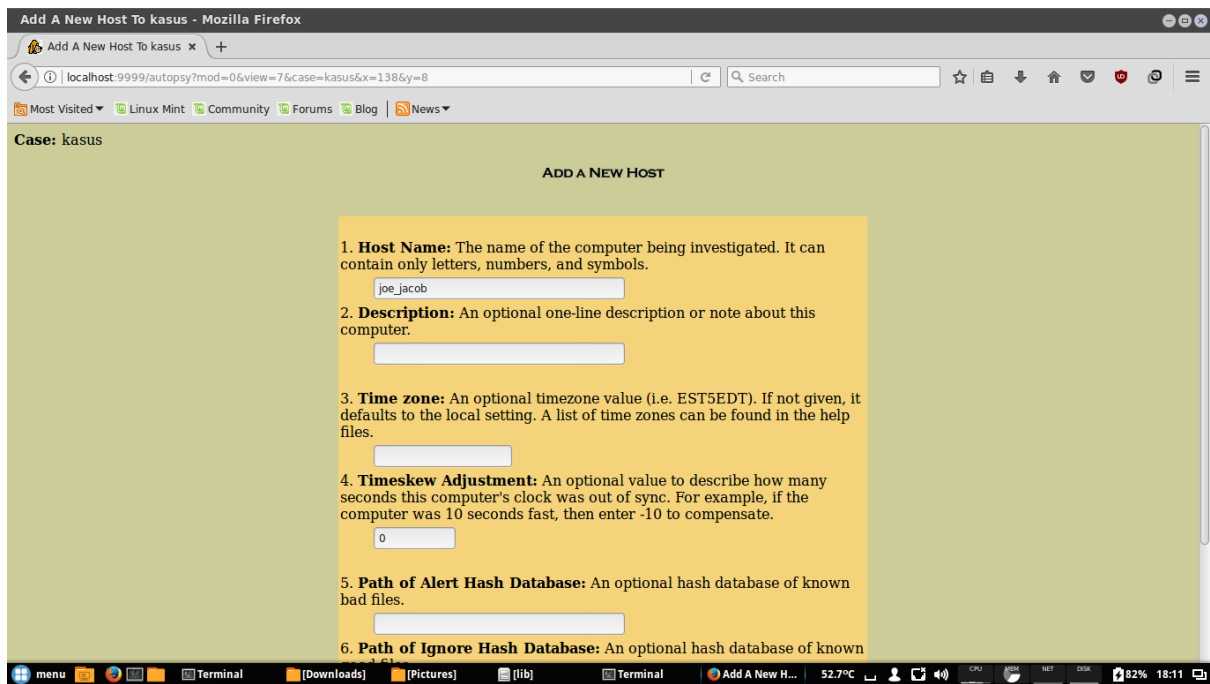 Add A New Host To kasus - Mozilla Firefox
Add A New Host To kasus
localhost:9999/autopsy?mod=0&view=7&case=kasus&x=138&y=8
Search
Most Visited Linux Mint Community Forums Blog News
Case: kasus
ADD A NEW HOST
1. Host Name: The name of the computer being investigated. It can
contain only letters, numbers, and symbols.
joe_jacob
2. Description: An optional one-line description or note about this
computer.
3. Time zone: An optional timezone value (i.e. EST5EDT). If not given, it
defaults to the local setting. A list of time zones can be found in the help
files.
4. Timeskew Adjustment: An optional value to describe how many
seconds this computer's clock was out of sync. For example, if the
computer was 10 seconds fast, then enter -10 to compensate.
0
5. Path of Alert Hash Database: An optional hash database of known
bad files.
6. Path of Ignore Hash Database: An optional hash database of known
menu Terminal [Downloads] [Pictures] [lib] Terminal Add A New H... 52.7ºC CPU MEM NET DISK 82% 18:11